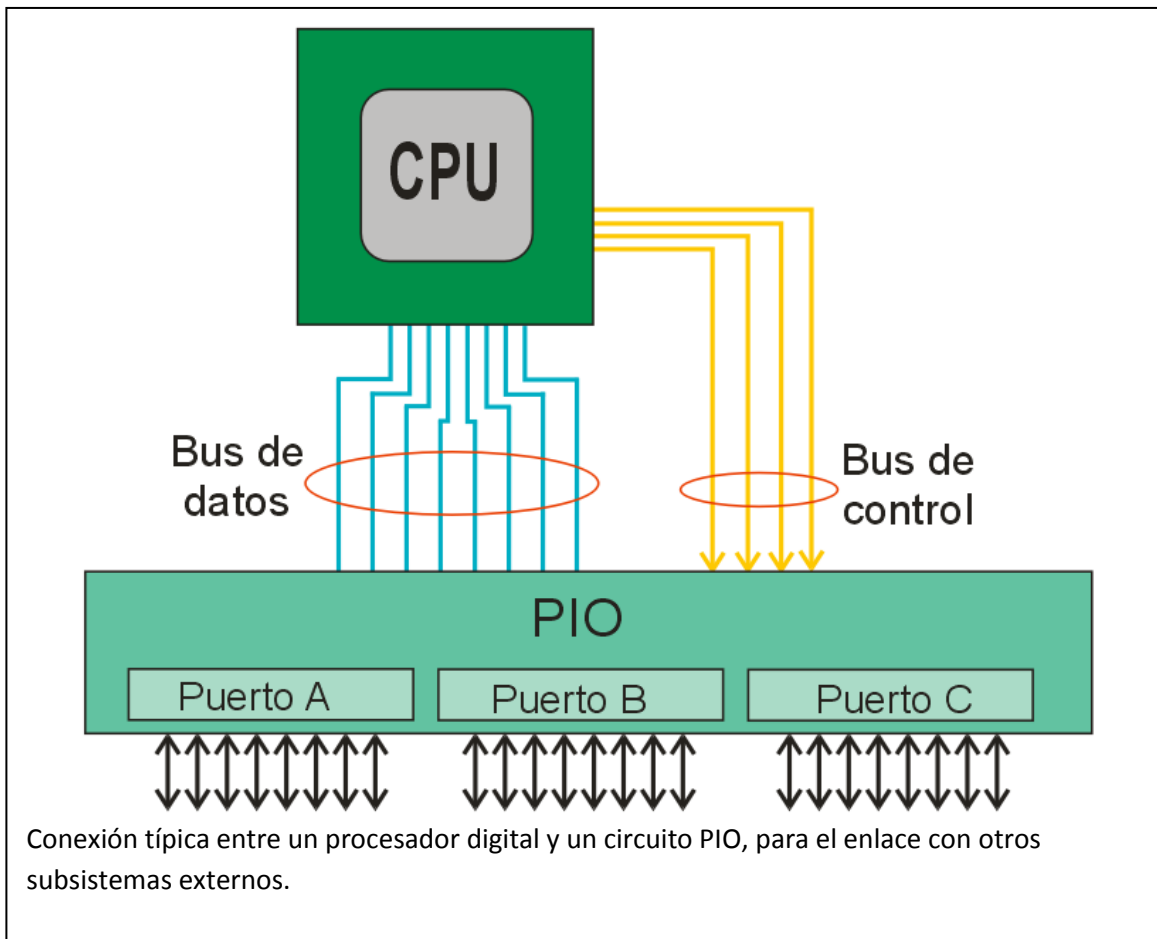 CPU
Bus de
datos
Bus de
control
PIO
Puerto A
Puerto B
Puerto C
Conexión típica entre un procesador digital y un circuito PIO, para el enlace con otros
subsistemas externos.